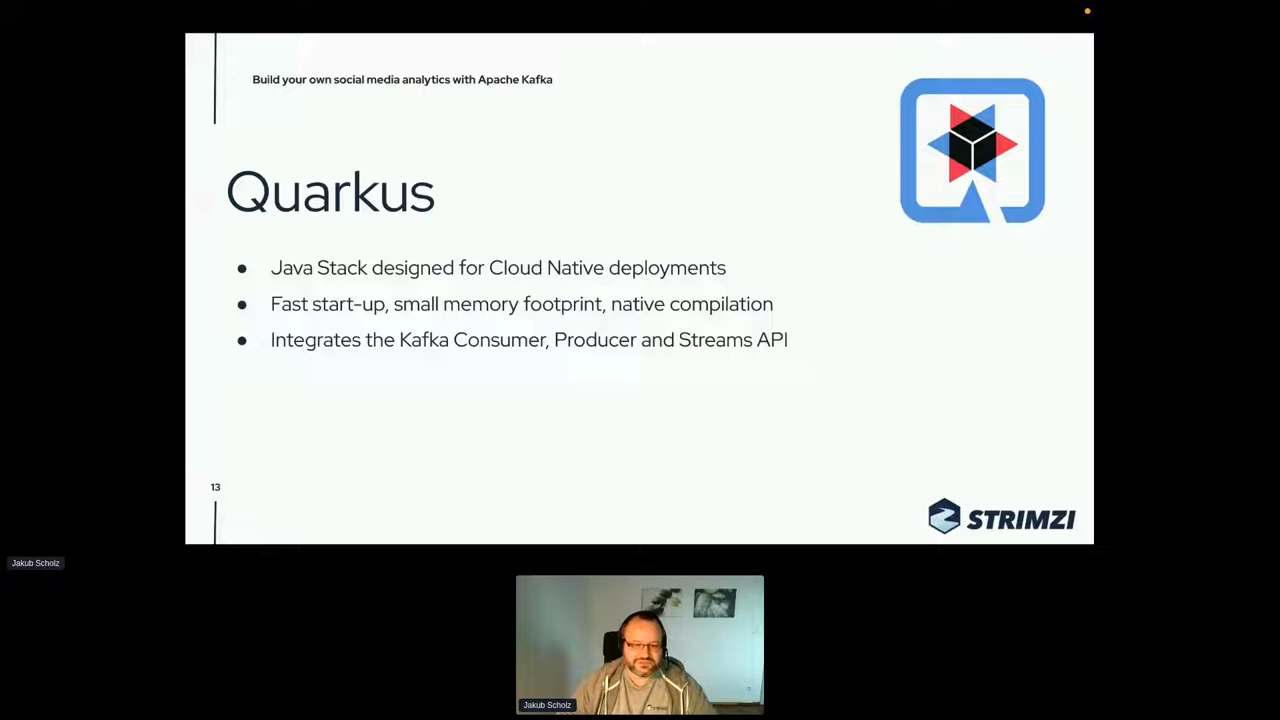 Build your own social media analytics with Apache Kafka
Quarkus
● Java Stack designed for Cloud Native deployments
● Fast start-up, small memory footprint, native compilation
● Integrates the Kafka Consumer, Producer and Streams API
13
STRIMZI
Jakub Scholz
Jakub Scholz